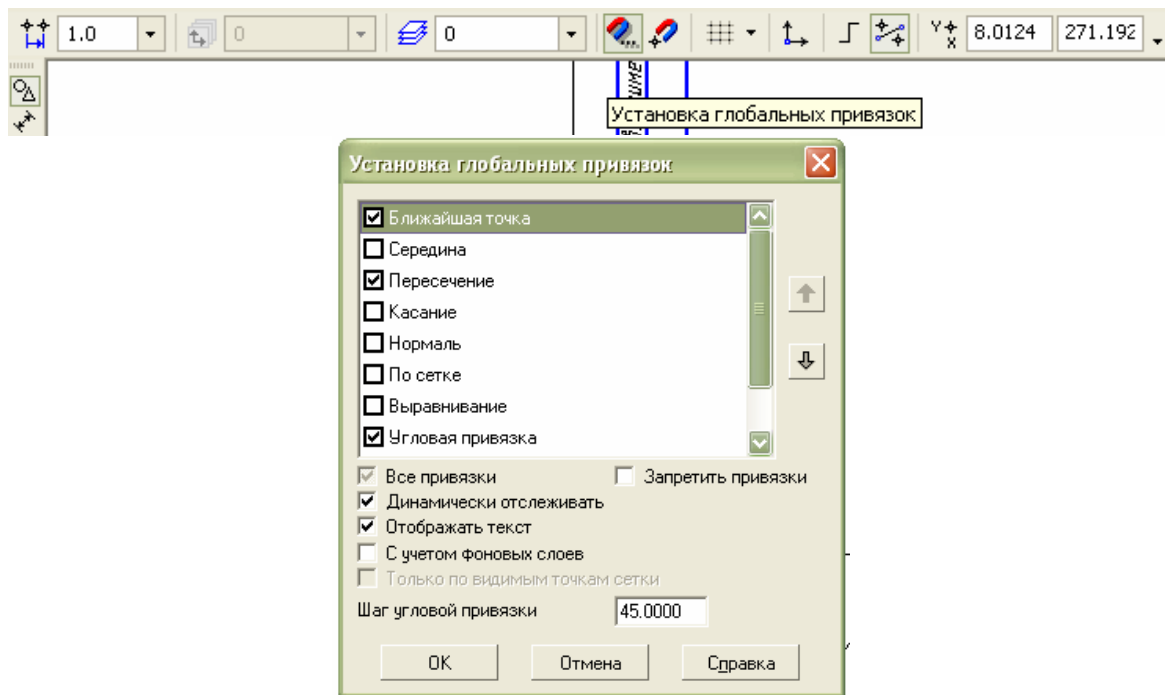 1.0 0 0 8.0124 271.192
Установка глобальных привязок
Установка глобальных привязок
Ближайшая точка
Середина
Пересечение
Касание
Нормаль
По сетке
Выравнивание
Угловая привязка
Все привязки Запретить привязки
Динамически отслеживать
Отображать текст
С учетом фоновых слоев
Только по видимым точкам сетки
Шаг угловой привязки 45.0000
OK Отмена Справка